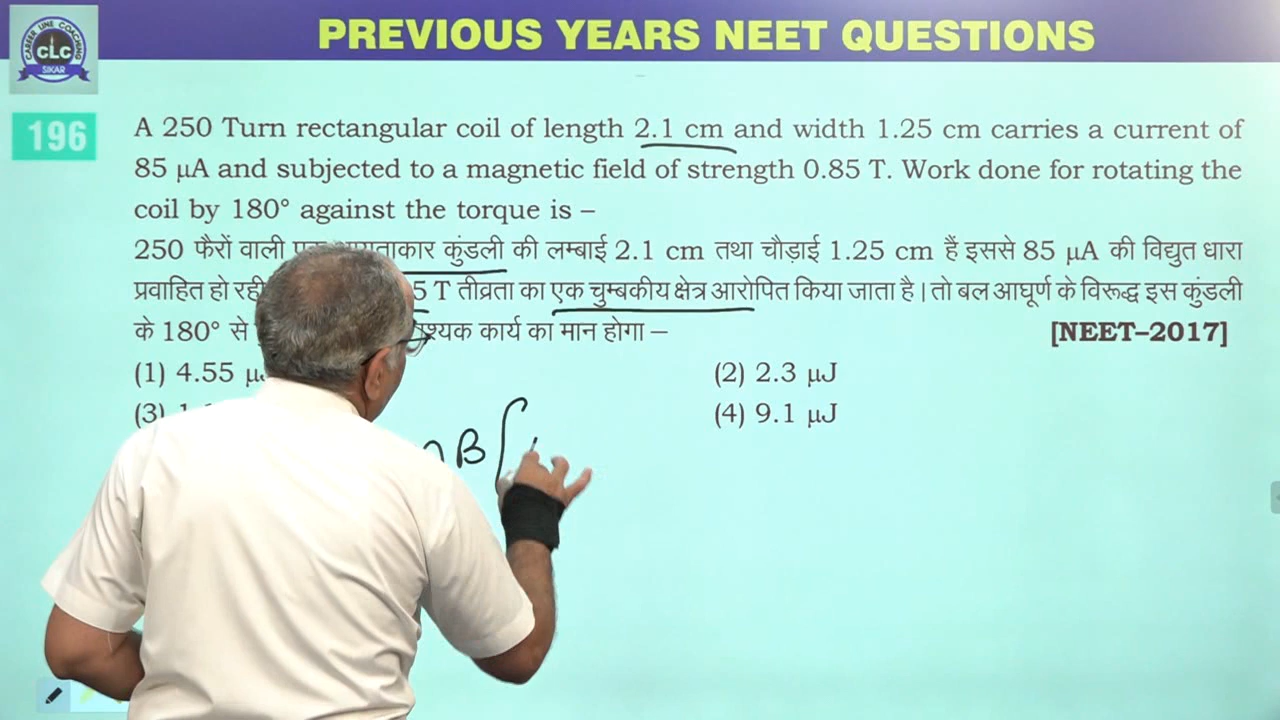 CAREER LINE COACHING
CLC
SIKAR
PREVIOUS YEARS NEET QUESTIONS
196
A 250 Turn rectangular coil of length 2.1 cm and width 1.25 cm carries a current of
85 μA and subjected to a magnetic field of strength 0.85 T. Work done for rotating the
coil by 180° against the torque is –
250 फैरों वाली कुंडली की लम्बाई 2.1 cm तथा चौड़ाई 1.25 cm हैं इससे 85 μA की विद्युत धारा
प्रवाहित हो रही 5 T तीव्रता का एक चुम्बकीय क्षेत्र आरोपित किया जाता है। तो बल आघूर्ण के विरूद्ध इस कुंडली
के 180° से कार्य का मान होगा – [NEET–2017]
(1) 4.55 (2) 2.3 μJ
(3) (4) 9.1 μJ
B